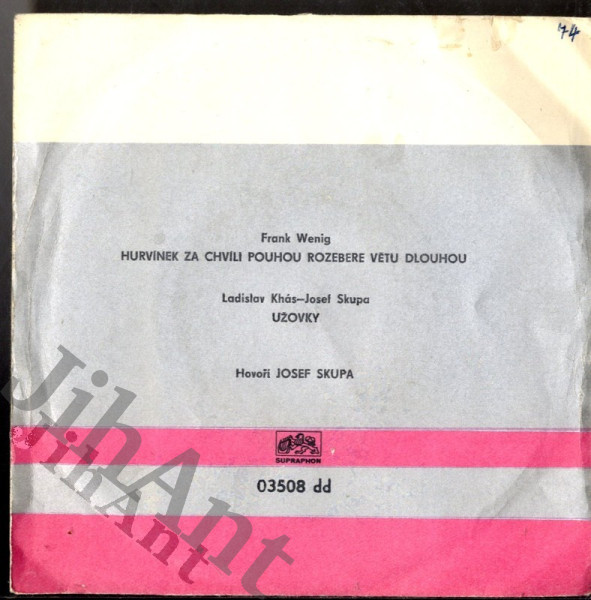 74
Frank Wenig
HURVÍNEK ZA CHVÍLI POUHOU ROZEBERE VĚTU DLOUHOU
Ladislav Khás—Josef Skupa
UŽOVKY
Hovoří JOSEF SKUPA
SUPRAPHON
03508 dd
JihAnt
JihAnt